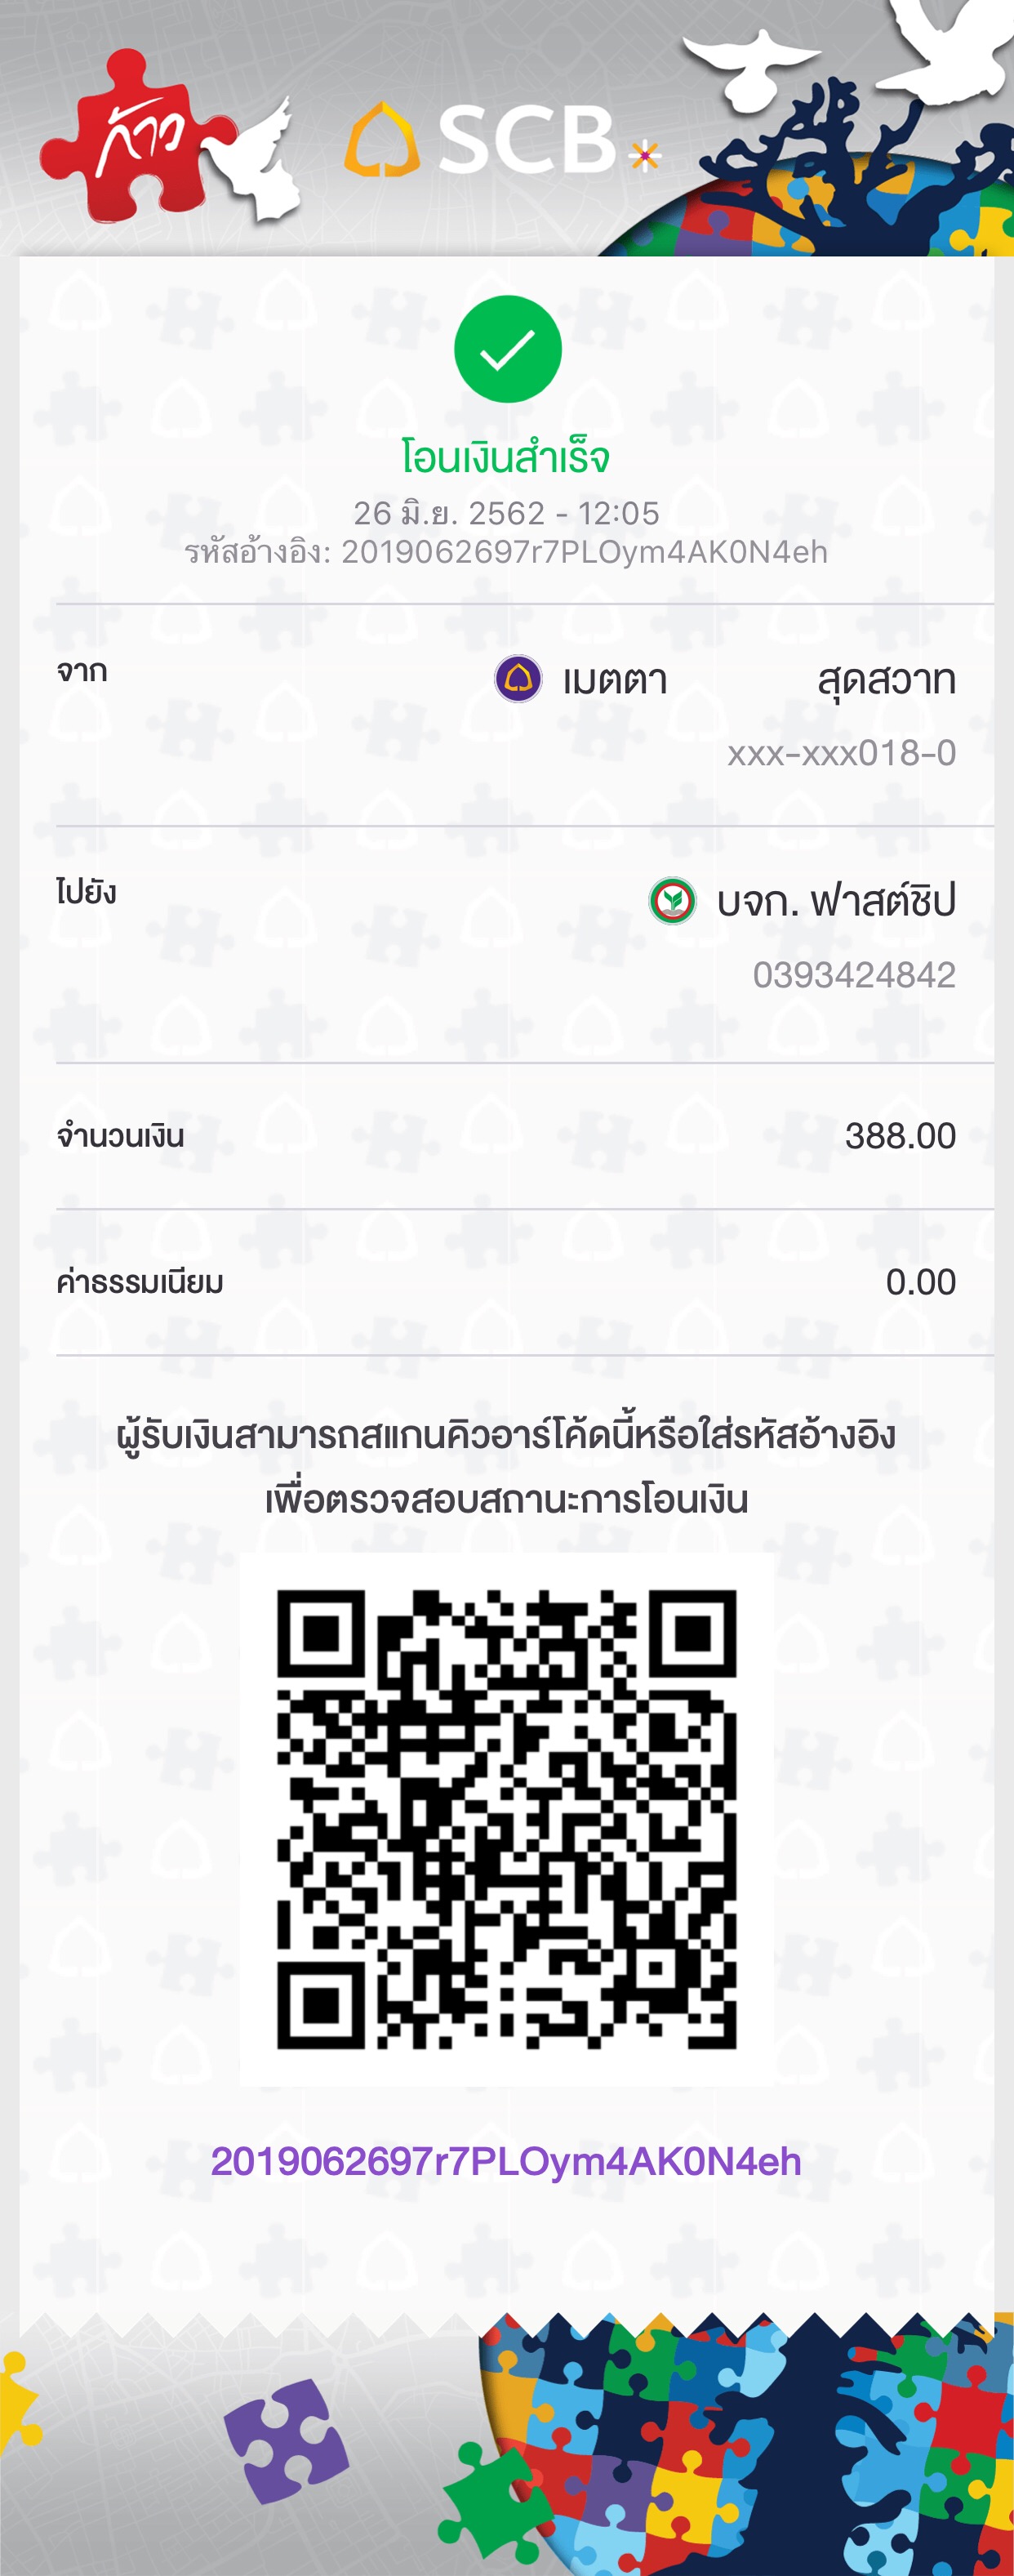 ก้าว
SCB
โอนเงินสำเร็จ
26 มิ.ย. 2562 - 12:05
รหัสอ้างอิง: 2019062697r7PLOym4AK0N4eh
จาก
เมตตา สุดสวาท
xxx-xxx018-0
ไปยัง
บจก. ฟาสต์ชิป
0393424842
จำนวนเงิน 388.00
ค่าธรรมเนียม 0.00
ผู้รับเงินสามารถสแกนคิวอาร์โค้ดนี้หรือใส่รหัสอ้างอิง
เพื่อตรวจสอบสถานะการโอนเงิน
2019062697r7PLOym4AK0N4eh